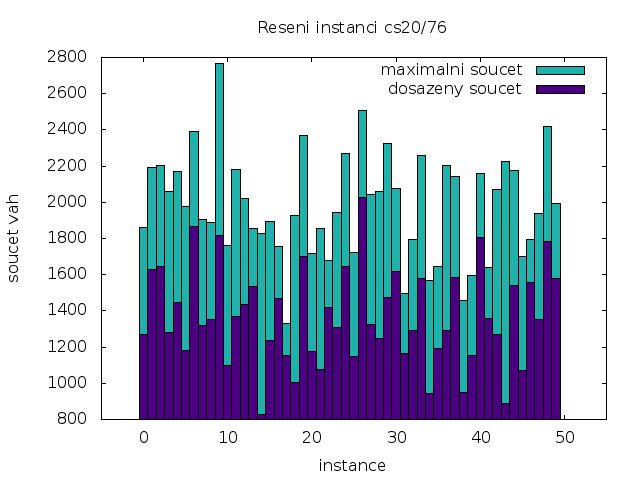 Reseni instanci cs20/76
maximalni soucet
dosazeny soucet
soucet vah
2800
2600
2400
2200
2000
1800
1600
1400
1200
1000
800
0 10 20 30 40 50
instance